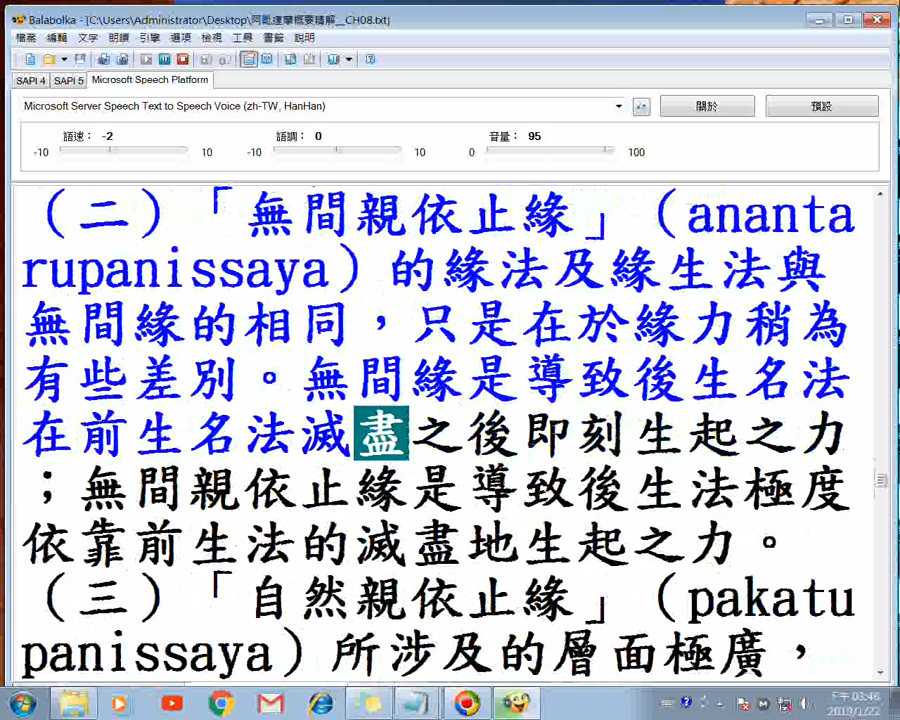 Balabolka - [C:\Users\Administrator\Desktop\阿毗達摩概要精解__CH08.txt]
檔案 編輯 文字 朗讀 引擎 選項 檢視 工具 書籤 說明
SAPI 4 SAPI 5 Microsoft Speech Platform
Microsoft Server Speech Text to Speech Voice (zh-TW, HanHan) 關於 預設
語速： -2 語調： 0 音量： 95
-10 10 -10 10 0 100
（二）「無間親依止緣」（ananta
rupanissaya）的緣法及緣生法與
無間緣的相同，只是在於緣力稍為
有些差別。無間緣是導致後生名法
在前生名法滅盡之後即刻生起之力
；無間親依止緣是導致後生法極度
依靠前生法的滅盡地生起之力。
（三）「自然親依止緣」（pakatu
panissaya）所涉及的層面極廣，
下午 03:46
2019/1/22